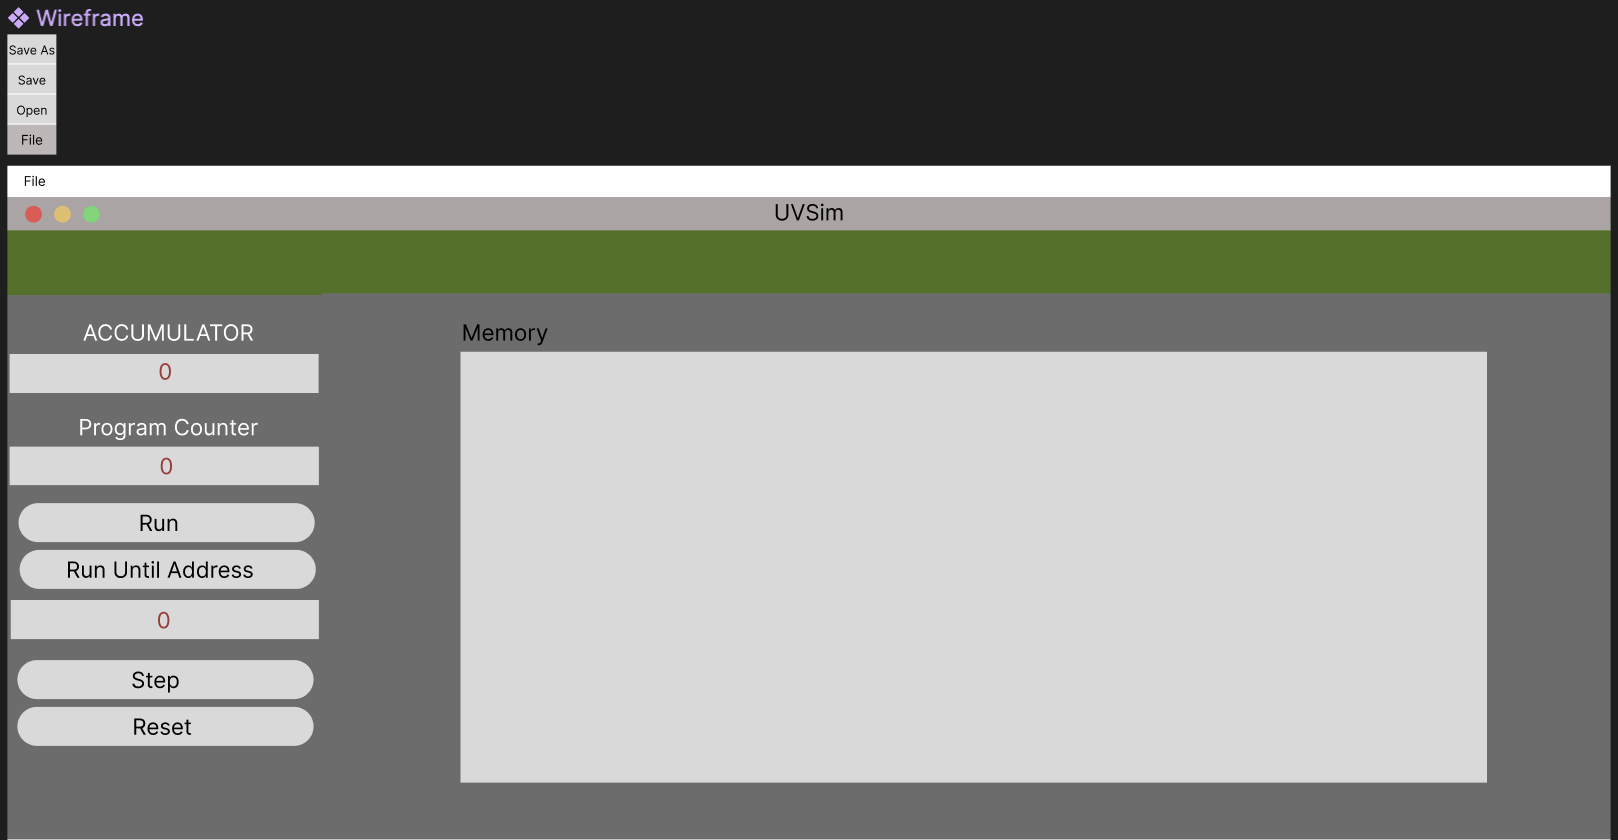 Wireframe
Save As
Save
Open
File
File
UVSim
ACCUMULATOR
0
Program Counter
0
Run
Run Until Address
0
Step
Reset
Memory